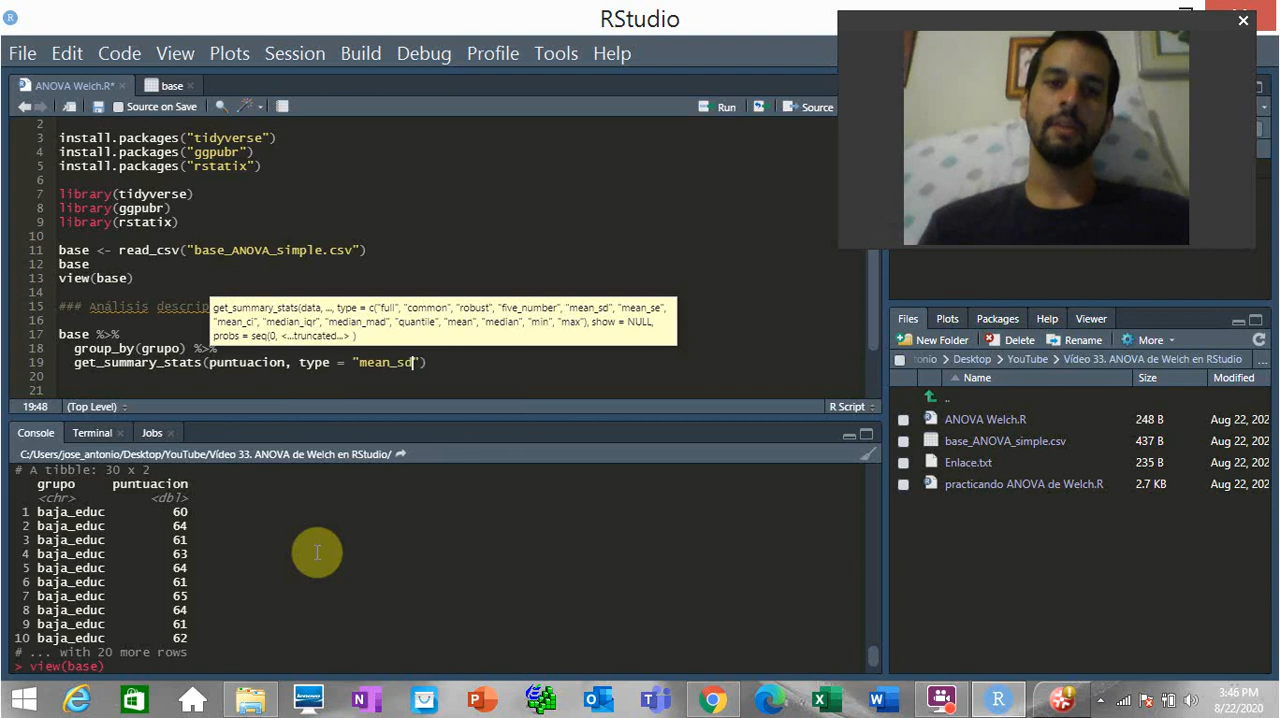 RStudio
File Edit Code View Plots Session Build Debug Profile Tools Help
ANOVA Welch.R* base
Source on Save Run Source
2
3 install.packages("tidyverse")
4 install.packages("ggpubr")
5 install.packages("rstatix")
6
7 library(tidyverse)
8 library(ggpubr)
9 library(rstatix)
10
11 base <- read_csv("base_ANOVA_simple.csv")
12 base
13 view(base)
14
15 ### Análisis descrip
get_summary_stats(data, ..., type = c("full", "common", "robust", "five_number", "mean_sd", "mean_se",
"mean_ci", "median_iqr", "median_mad", "quantile", "mean", "median", "min", "max"), show = NULL,
probs = seq(0, <...truncated...> )
16
17 base %>%
18 group_by(grupo) %>%
19 get_summary_stats(puntuacion, type = "mean_sd")
20
21
19:48 (Top Level) R Script
Console Terminal Jobs
C:/Users/jose_antonio/Desktop/YouTube/Vídeo 33. ANOVA de Welch en RStudio/
# A tibble: 30 x 2
grupo puntuacion
<chr> <dbl>
1 baja_educ 60
2 baja_educ 64
3 baja_educ 61
4 baja_educ 63
5 baja_educ 64
6 baja_educ 61
7 baja_educ 65
8 baja_educ 64
9 baja_educ 61
10 baja_educ 62
# ... with 20 more rows
> view(base)
Files Plots Packages Help Viewer
New Folder Delete Rename More
tonio Desktop YouTube Vídeo 33. ANOVA de Welch en RStudio ...
Name Size Modified
..
ANOVA Welch.R 248 B Aug 22, 202
base_ANOVA_simple.csv 437 B Aug 22, 202
Enlace.txt 235 B Aug 22, 202
practicando ANOVA de Welch.R 2.7 KB Aug 22, 202
3:46 PM
8/22/2020